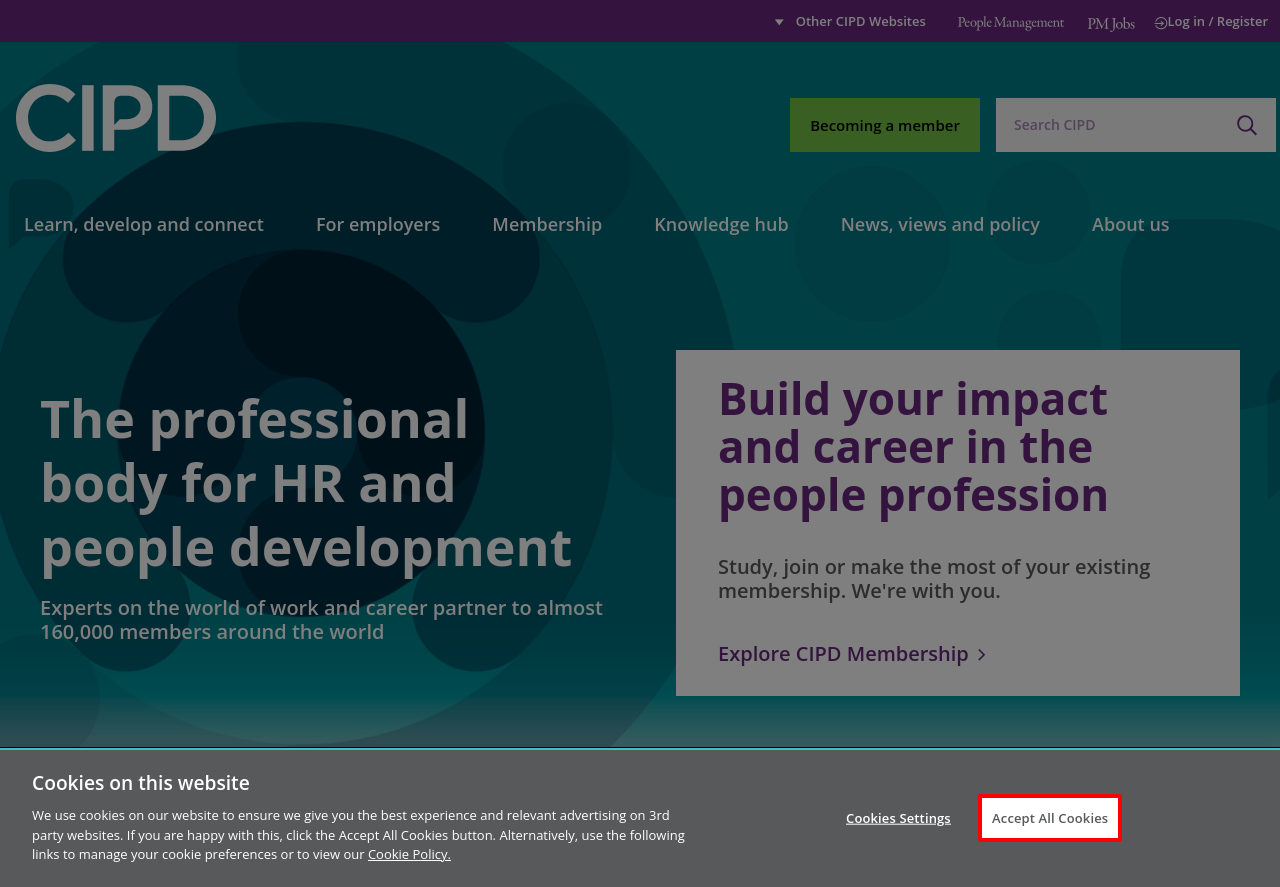 Other CIPD Websites
People Management
PM Jobs
Log in / Register
CIPD
Becoming a member
Search CIPD
Learn, develop and connect
For employers
Membership
Knowledge hub
News, views and policy
About us
The professional
body for HR and
people development
Experts on the world of work and career partner to almost
160,000 members around the world
Build your impact
and career in the
people profession
Study, join or make the most of your existing
membership. We're with you.
Explore CIPD Membership
Cookies on this website
We use cookies on our website to ensure we give you the best experience and relevant advertising on 3rd
party websites. If you are happy with this, click the Accept All Cookies button. Alternatively, use the following
links to manage your cookie preferences or to view our Cookie Policy.
Cookies Settings
Accept All Cookies